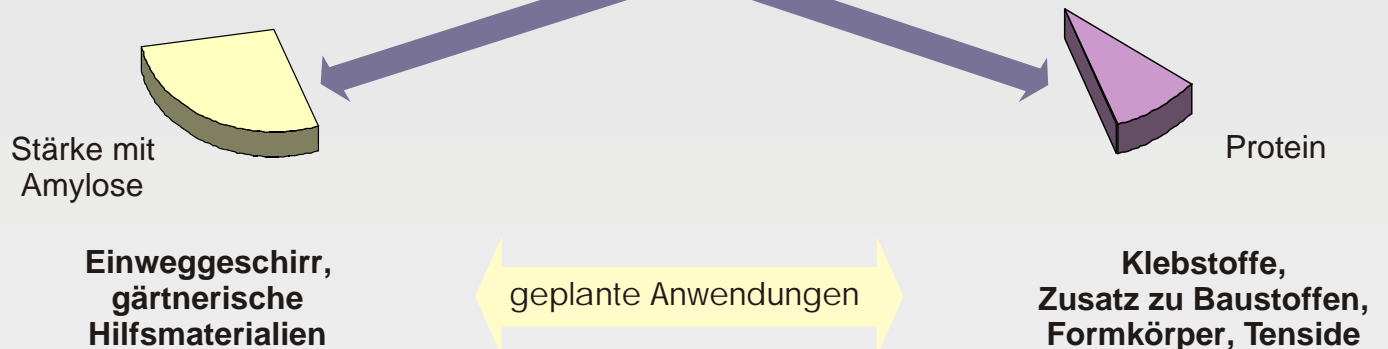 Stärke mit
Amylose
Protein
Einweggeschirr,
gärtnerische
Hilfsmaterialien
geplante Anwendungen
Klebstoffe,
Zusatz zu Baustoffen,
Formkörper, Tenside